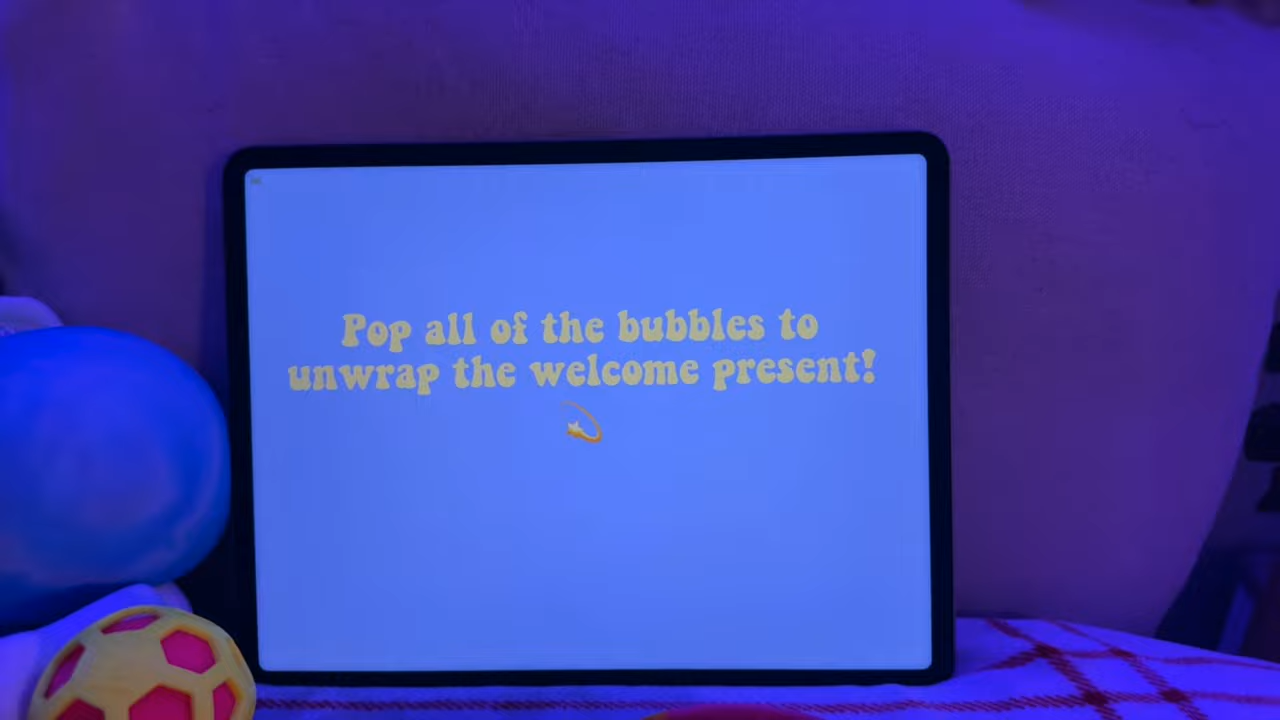 Pop all of the bubbles to
unwrap the welcome present!